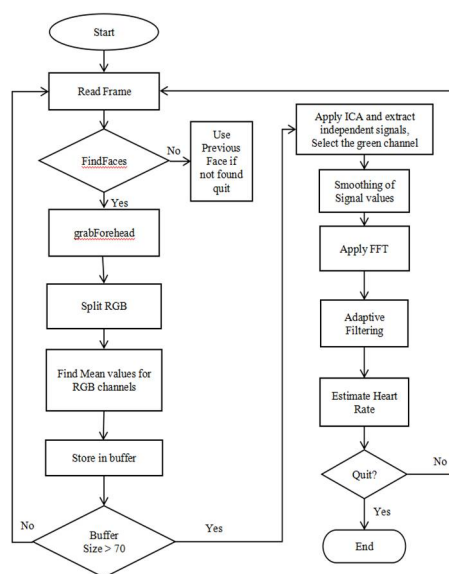 Start
Read Frame
FindFaces
No
Use
Previous
Face if
not found
quit
Yes
grabForehead
Split RGB
Find Mean values for
RGB channels
Store in buffer
No
Buffer
Size > 70
Yes
Apply ICA and extract
independent signals,
Select the green channel
Smoothing of
Signal values
Apply FFT
Adaptive
Filtering
Estimate Heart
Rate
Quit?
No
Yes
End